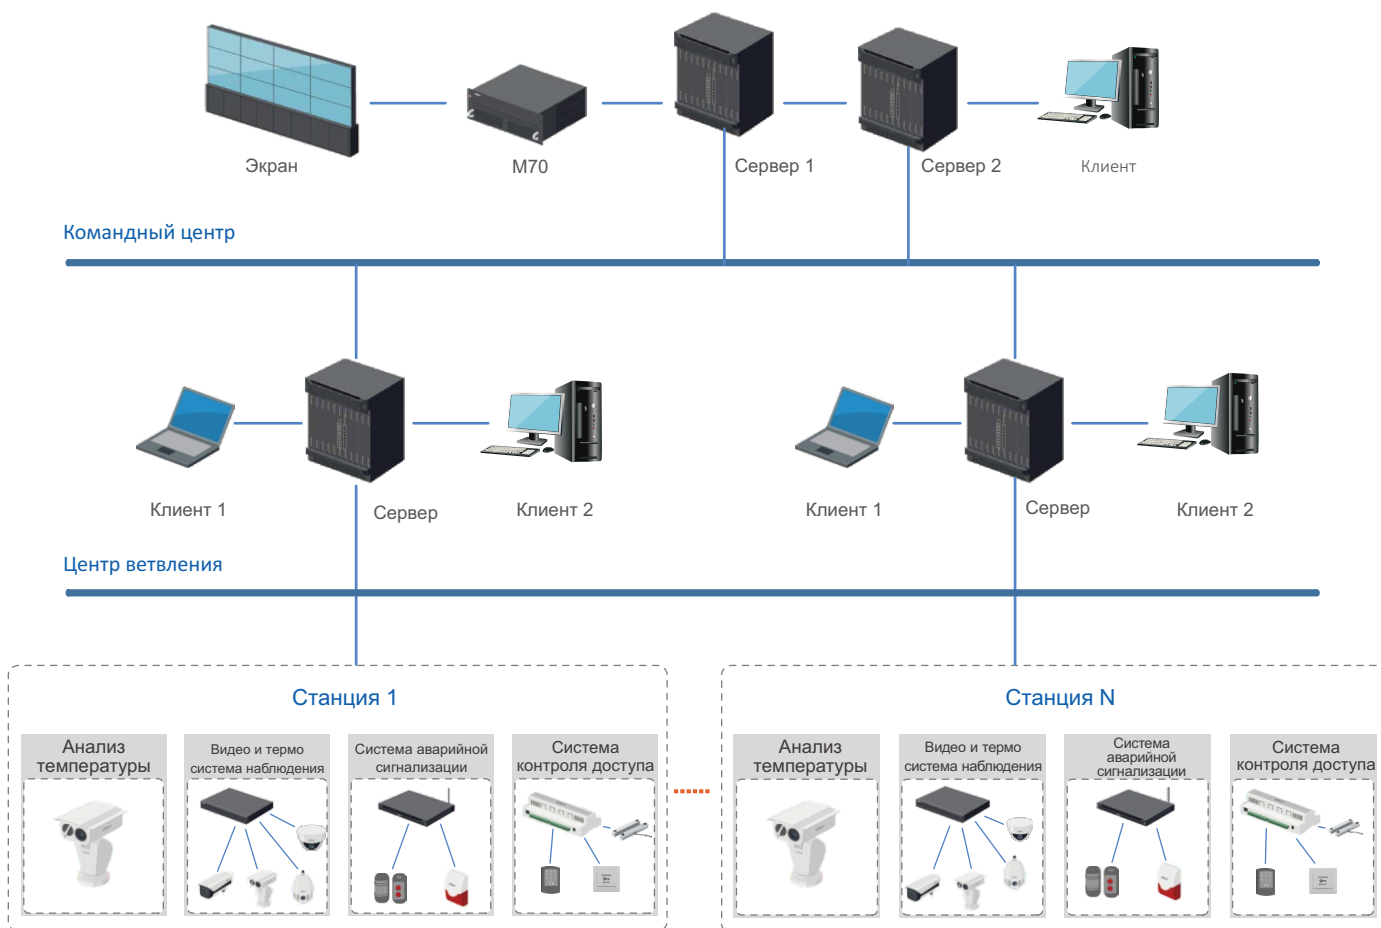 Экран
M70
Сервер 1
Сервер 2
Клиент
Командный центр
Клиент 1
Сервер
Клиент 2
Клиент 1
Сервер
Клиент 2
Центр ветвления
Станция 1
Анализ
температуры
Видео и термо
система наблюдения
Система аварийной
сигнализации
Система
контроля доступа
Станция N
Анализ
температуры
Видео и термо
система наблюдения
Система
аварийной
сигнализации
Система
контроля доступа